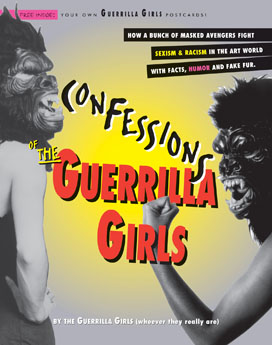 FREE INSIDE: YOUR OWN GUERRILLA GIRLS POSTCARDS!
HOW A BUNCH OF MASKED AVENGERS FIGHT
SEXISM & RACISM IN THE ART WORLD
WITH FACTS, HUMOR AND FAKE FUR.
CONFESSIONS
OF THE
GUERRILLA
GIRLS
BY THE GUERRILLA GIRLS (whoever they really are)